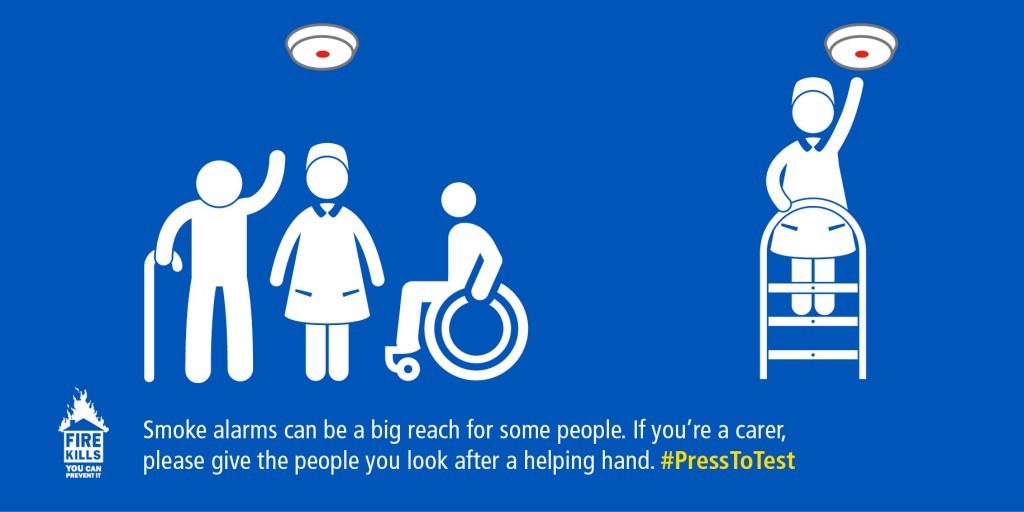 FIRE
KILLS
YOU CAN
PREVENT IT
Smoke alarms can be a big reach for some people. If you’re a carer,
please give the people you look after a helping hand. #PressToTest